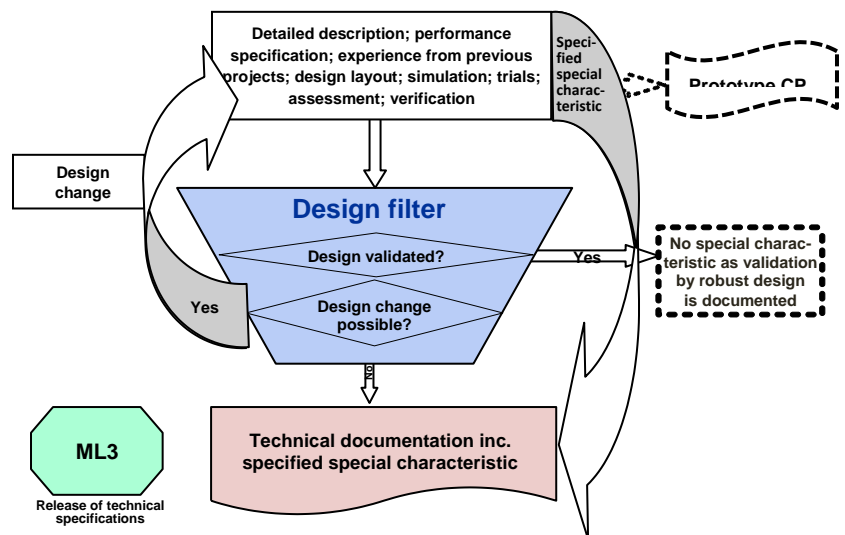 Detailed description; performance
specification; experience from previous
projects; design layout; simulation; trials;
assessment; verification
Speci-
fied
special
charac-
teristic
Prototype CP
Design
change
Design filter
Design validated?
Yes
No special charac-
teristic as validation
by robust design
is documented
Yes
Design change
possible?
No
Technical documentation inc.
specified special characteristic
ML3
Release of technical
specifications